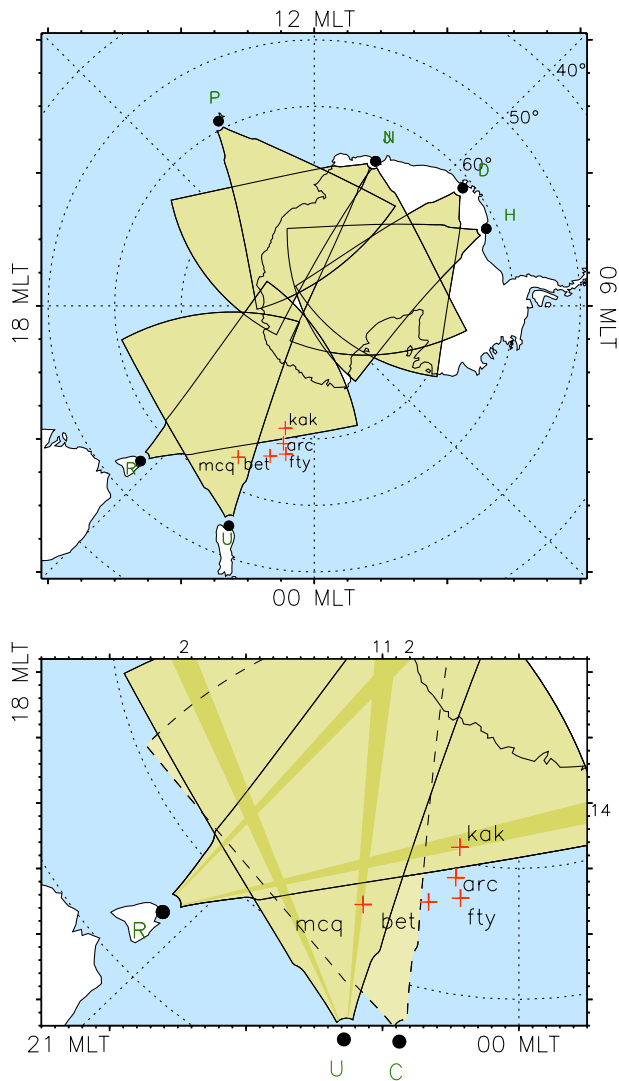 12 MLT
40°
P
50°
N
60°
D
H
18 MLT
06 MLT
kak
arc
mcq
bet
fty
R
U
00 MLT
18 MLT
2
11
2
14
kak
arc
mcq
bet
fty
R
21 MLT
00 MLT
U
C